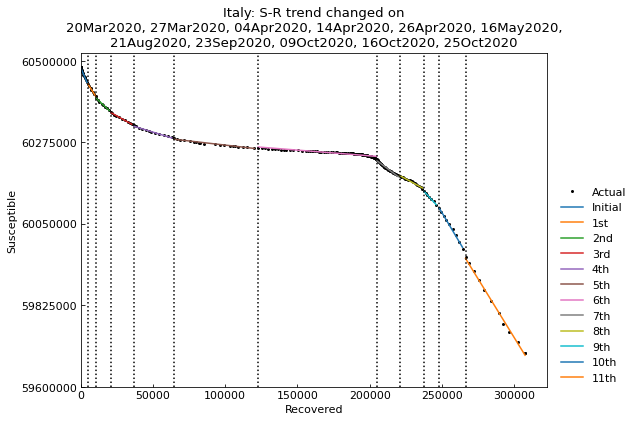 Italy: S-R trend changed on
20Mar2020, 27Mar2020, 04Apr2020, 14Apr2020, 26Apr2020, 16May2020,
21Aug2020, 23Sep2020, 09Oct2020, 16Oct2020, 25Oct2020
60500000
60275000
60050000
59825000
59600000
Susceptible
0
50000
100000
150000
200000
250000
300000
Recovered
Actual
Initial
1st
2nd
3rd
4th
5th
6th
7th
8th
9th
10th
11th